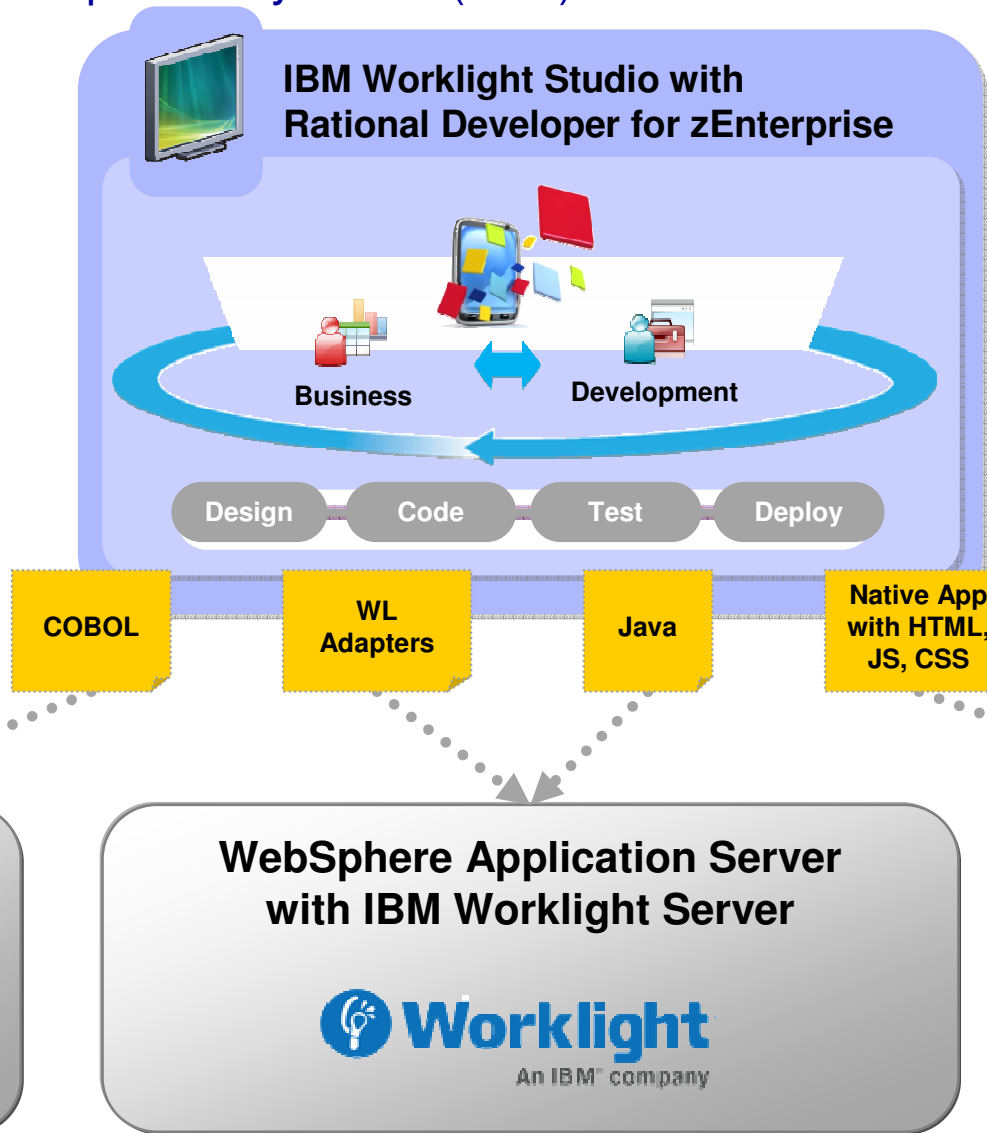 IBM Worklight Studio with
Rational Developer for zEnterprise
Business
Development
Design
Code
Test
Deploy
COBOL
WL
Adapters
Java
Native App
with HTML,
JS, CSS
WebSphere Application Server
with IBM Worklight Server
Worklight
An IBM® company